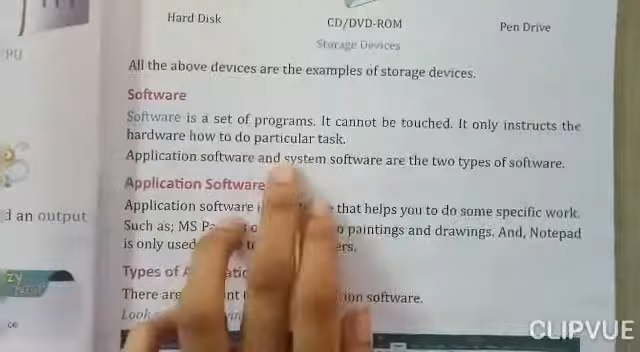 Hard Disk
CD/DVD-ROM
Pen Drive
Storage Devices
PU
All the above devices are the examples of storage devices.
Software
Software is a set of programs. It cannot be touched. It only instructs the
hardware how to do particular task.
Application software and system software are the two types of software.
Application Software
Application software that helps you to do some specific work.
d an output
Such as; MS paintings and drawings. And, Notepad
is only used
Types of
There are software.
Look
zy
ce
CLIPVUE